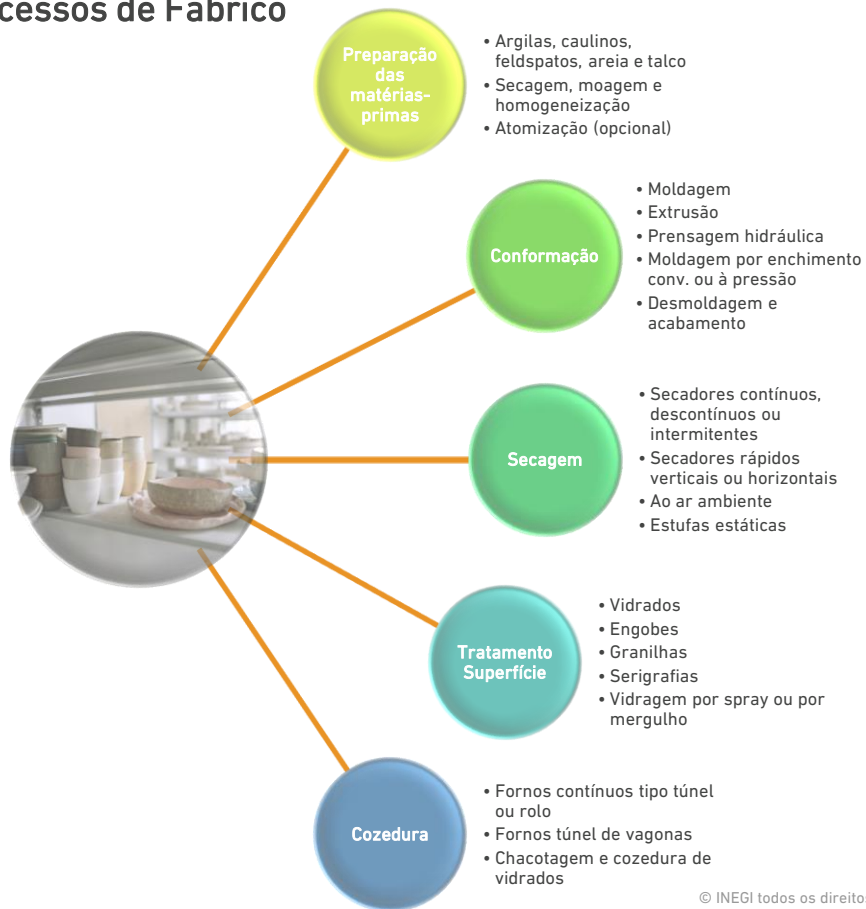 cessos de Fabrico
Preparação
das
matérias-
primas
• Argilas, caulinos,
feldspatos, areia e talco
• Secagem, moagem e
homogeneização
• Atomização (opcional)
Conformação
• Moldagem
• Extrusão
• Prensagem hidráulica
• Moldagem por enchimento
conv. ou à pressão
• Desmoldagem e
acabamento
Secagem
• Secadores contínuos,
descontínuos ou
intermitentes
• Secadores rápidos
verticais ou horizontais
• Ao ar ambiente
• Estufas estáticas
Tratamento
Superfície
• Vidrados
• Engobes
• Granilhas
• Serigrafias
• Vidragem por spray ou por
mergulho
Cozedura
• Fornos contínuos tipo túnel
ou rolo
• Fornos túnel de vagonas
• Chacotagem e cozedura de
vidrados
© INEGI todos os direito